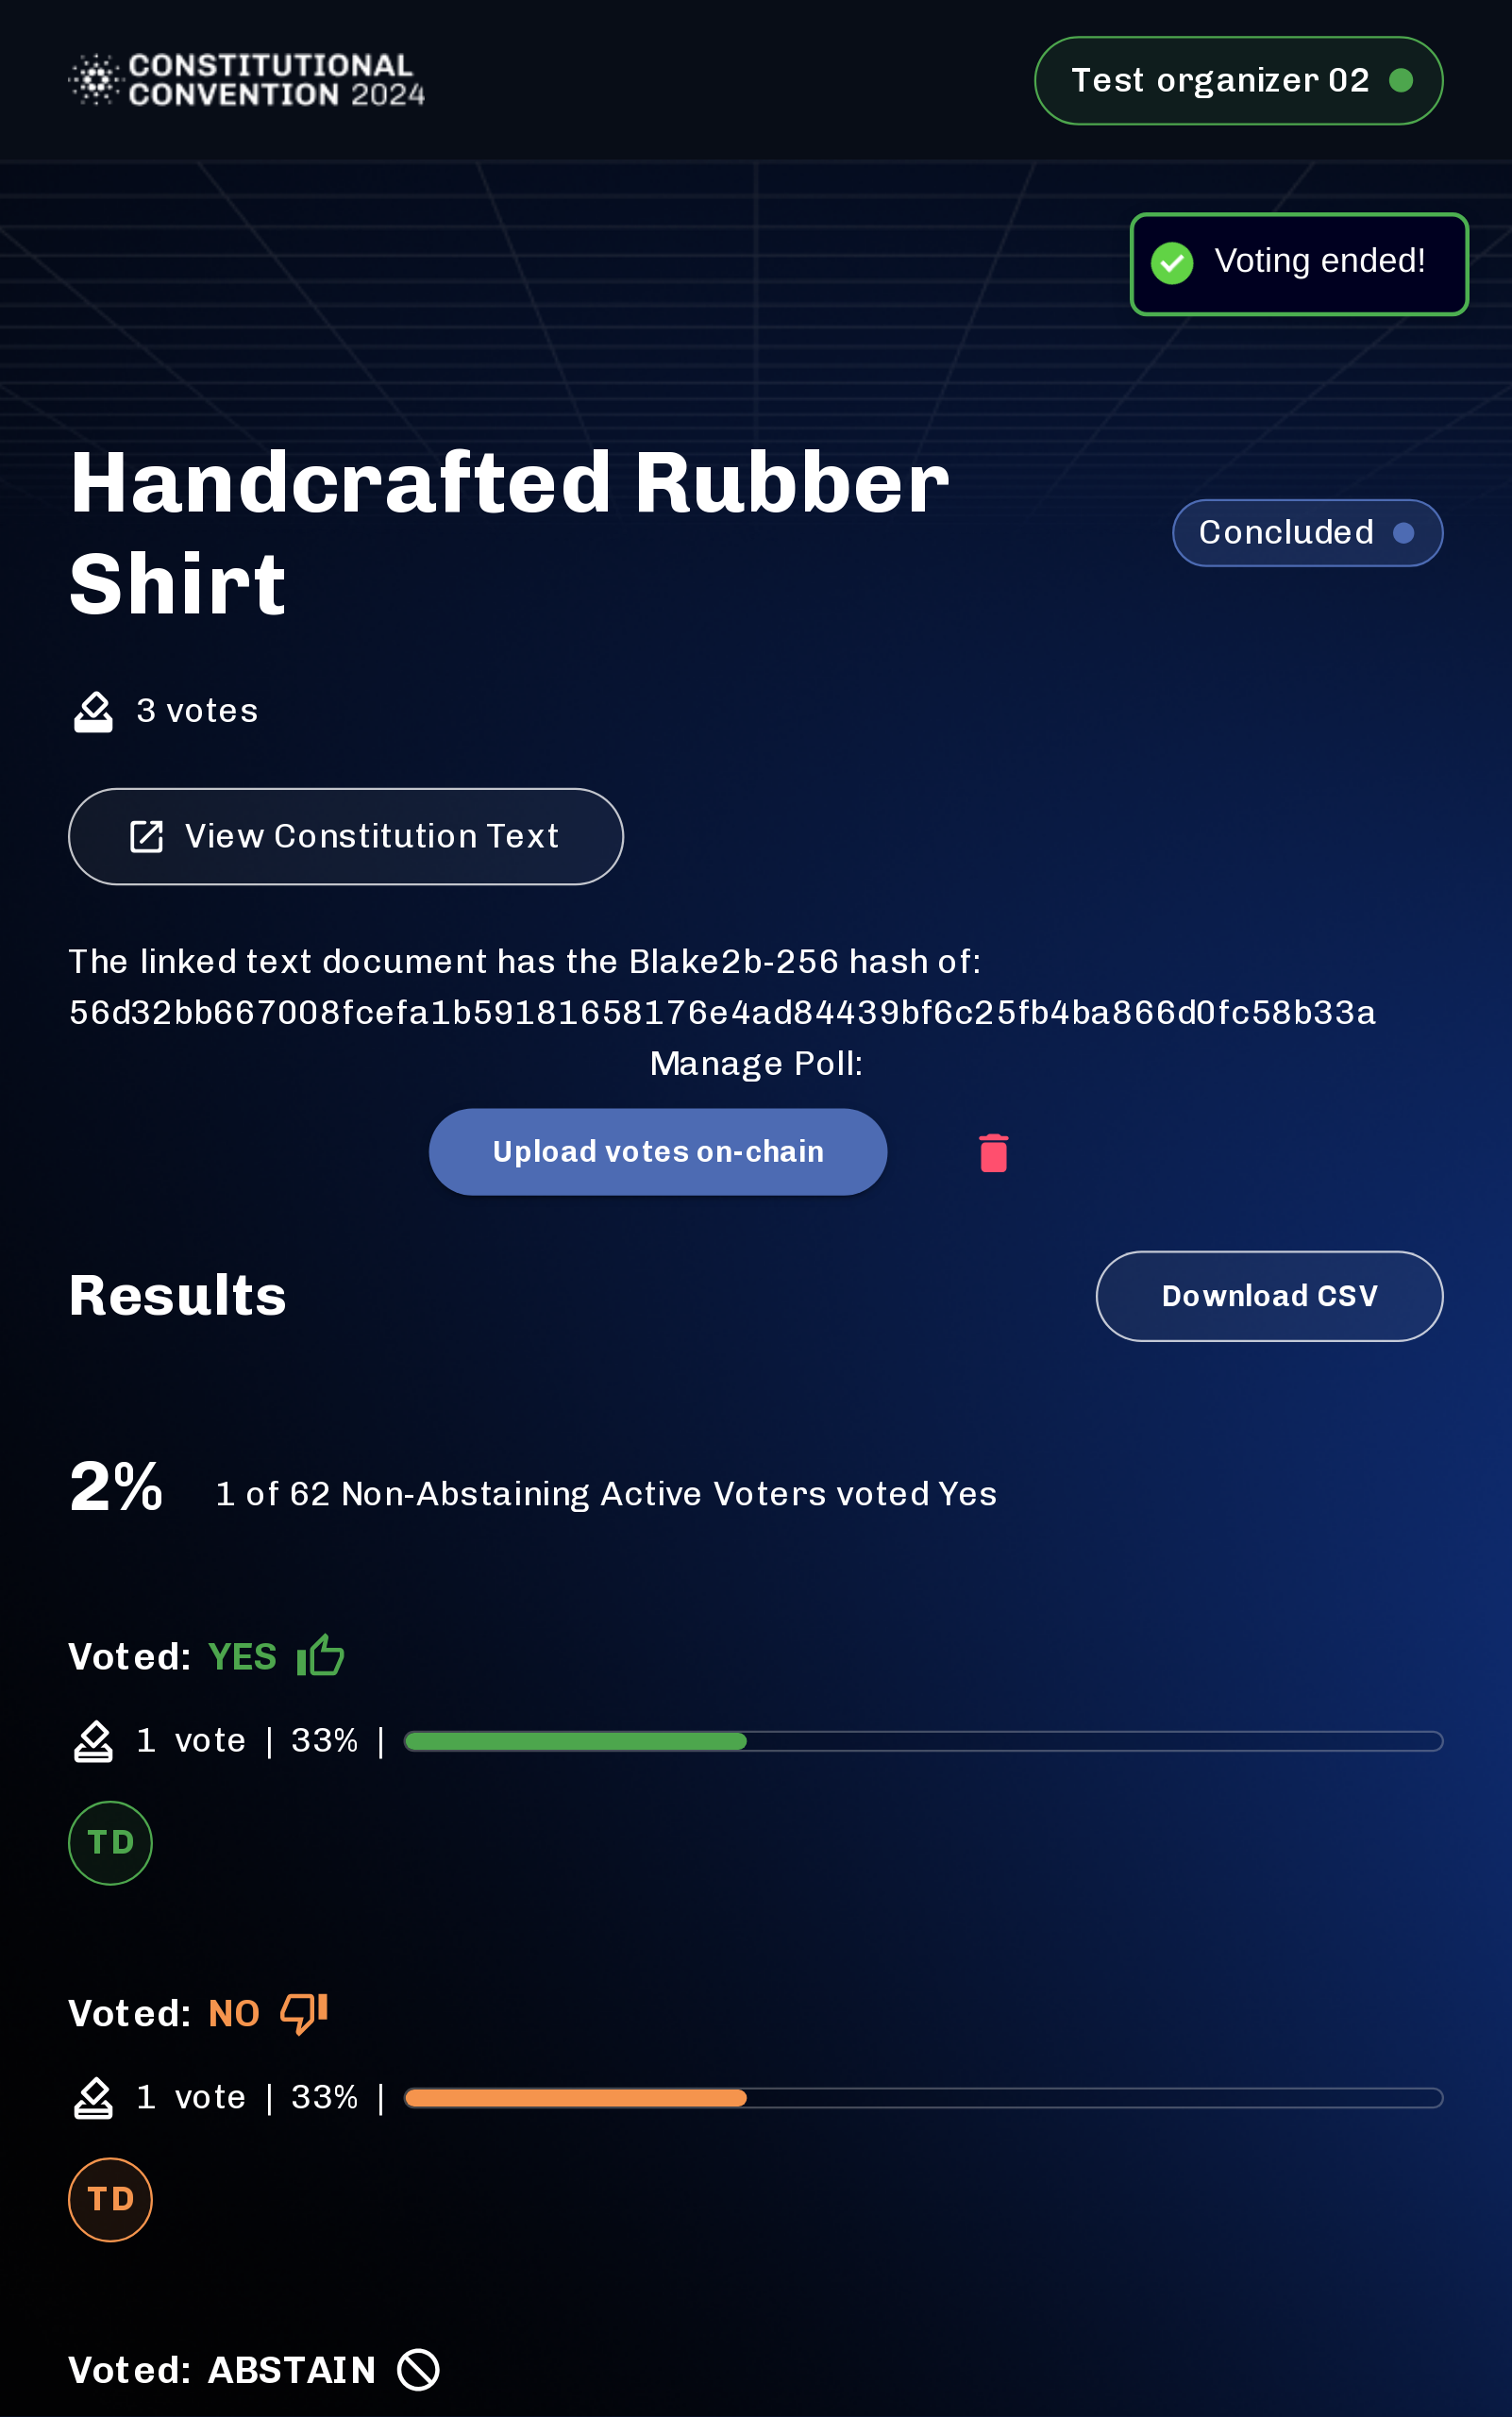 CONSTITUTIONAL
CONVENTION 2024
Test organizer 02
Voting ended!
Handcrafted Rubber
Shirt
Concluded
3 votes
View Constitution Text
The linked text document has the Blake2b-256 hash of:
56d32bb667008fcefa1b59181658176e4ad84439bf6c25fb4ba866d0fc58b33a
Manage Poll:
Upload votes on-chain
Results
Download CSV
2%
1 of 62 Non-Abstaining Active Voters voted Yes
Voted: YES
1 vote | 33% |
TD
Voted: NO
1 vote | 33% |
TD
Voted: ABSTAIN